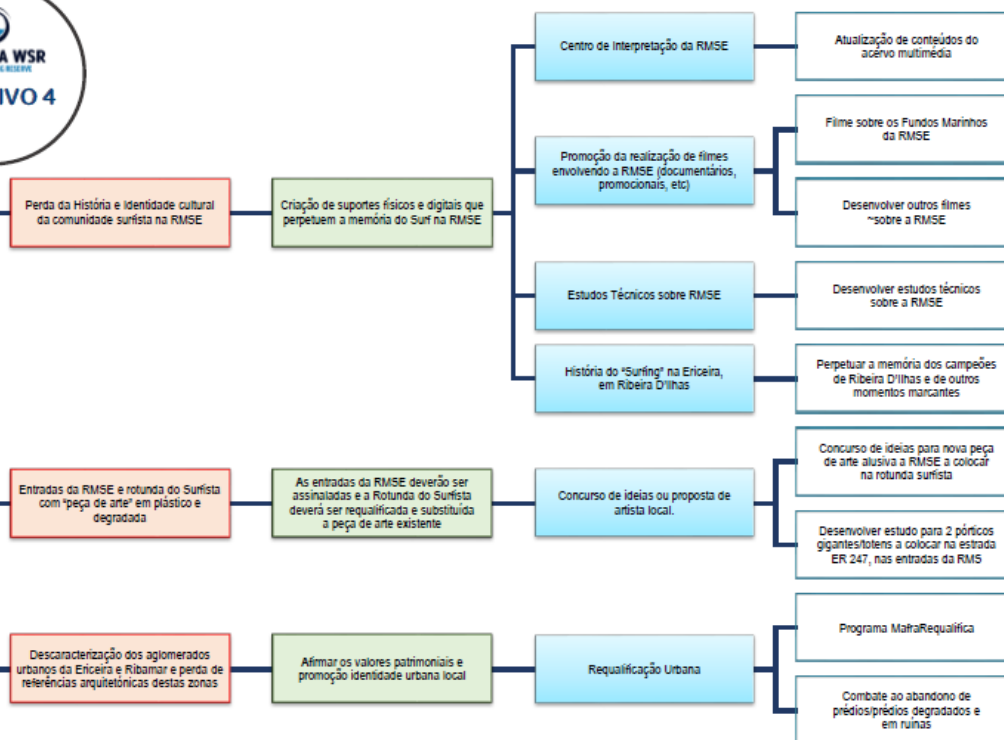 A WSR
G RESERVE
IVO 4
Perda da História e Identidade cultural
da comunidade surfista na RMSE
Criação de suportes físicos e digitais que
perpetuem a memória do Surf na RMSE
Centro de Interpretação da RMSE
Atualização de conteúdos do
acervo multimédia
Promoção da realização de filmes
envolvendo a RMSE (documentários,
promocionais, etc)
Filme sobre os Fundos Marinhos
da RMSE
Desenvolver outros filmes
~sobre a RMSE
Estudos Técnicos sobre RMSE
Desenvolver estudos técnicos
sobre a RMSE
História do "Surfing" na Ericeira,
em Ribeira D'Ilhas
Perpetuar a memória dos campeões
de Ribeira D'Ilhas e de outros
momentos marcantes
Entradas da RMSE e rotunda do Surfista
com "peça de arte" em plástico e
degradada
As entradas da RMSE deverão ser
assinaladas e a Rotunda do Surfista
deverá ser requalificada e substituída
a peça de arte existente
Concurso de ideias ou proposta de
artista local.
Concurso de ideias para nova peça
de arte alusiva a RMSE a colocar
na rotunda surfista
Desenvolver estudo para 2 pórticos
gigantes/totens a colocar na estrada
ER 247, nas entradas da RMS
Descaracterização dos aglomerados
urbanos da Ericeira e Ribamar e perda de
referências arquitetónicas destas zonas
Afirmar os valores patrimoniais e
promoção identidade urbana local
Requalificação Urbana
Programa MafraRequalifica
Combate ao abandono de
prédios/prédios degradados e
em ruínas